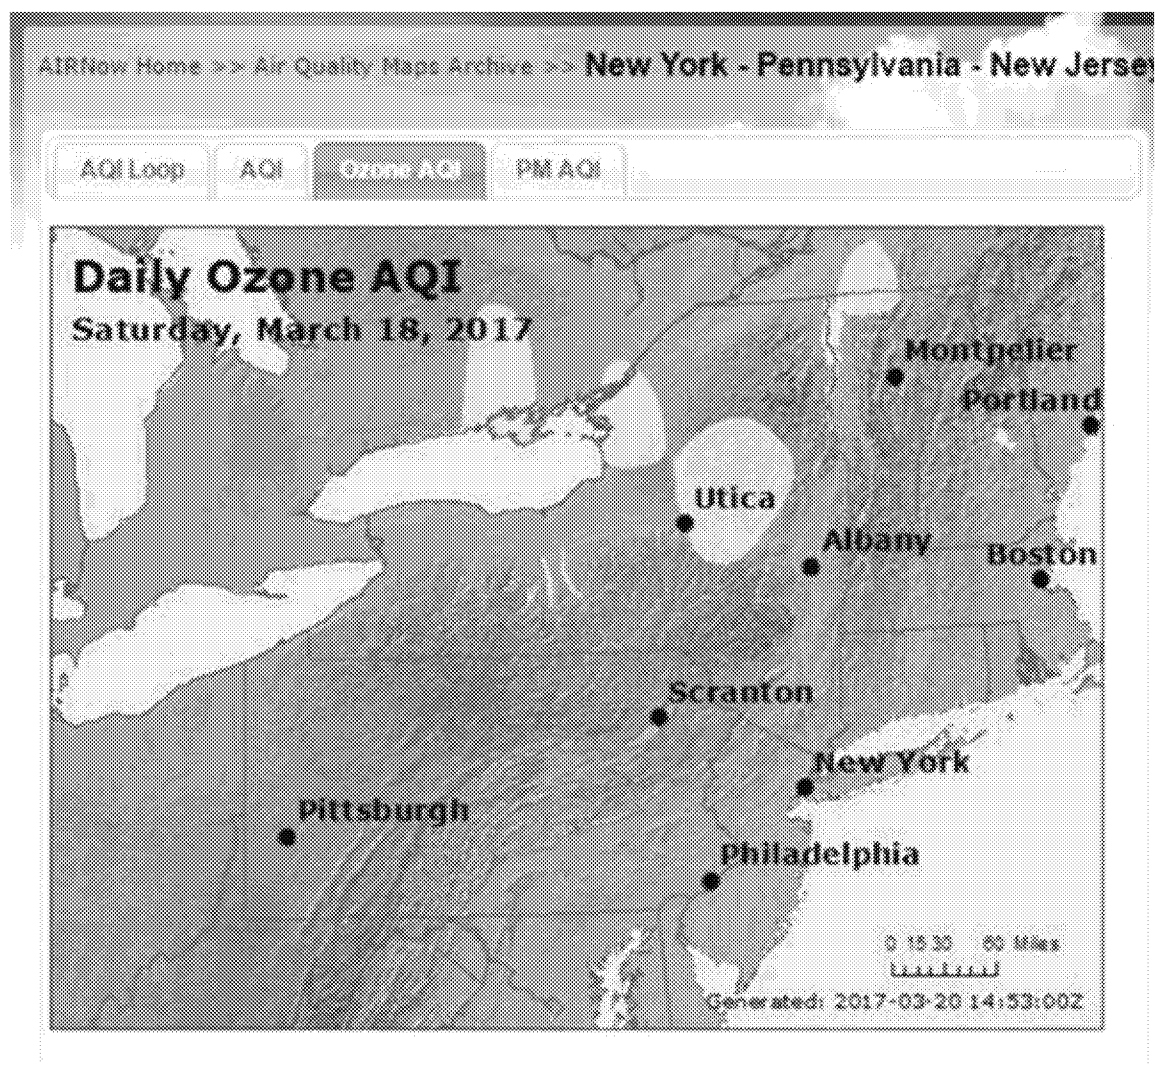 AIRNow Home >> Air Quality Maps Archive >> New York - Pennsylvania - New Jersey
AQI Loop AQI Ozone AQI PM AQI
Daily Ozone AQI
Saturday, March 18, 2017
Montpelier
Portland
Utica
Albany
Boston
Scranton
New York
Pittsburgh
Philadelphia
0 15 30 60 Miles
Generated: 2017-03-20 14:53:00Z